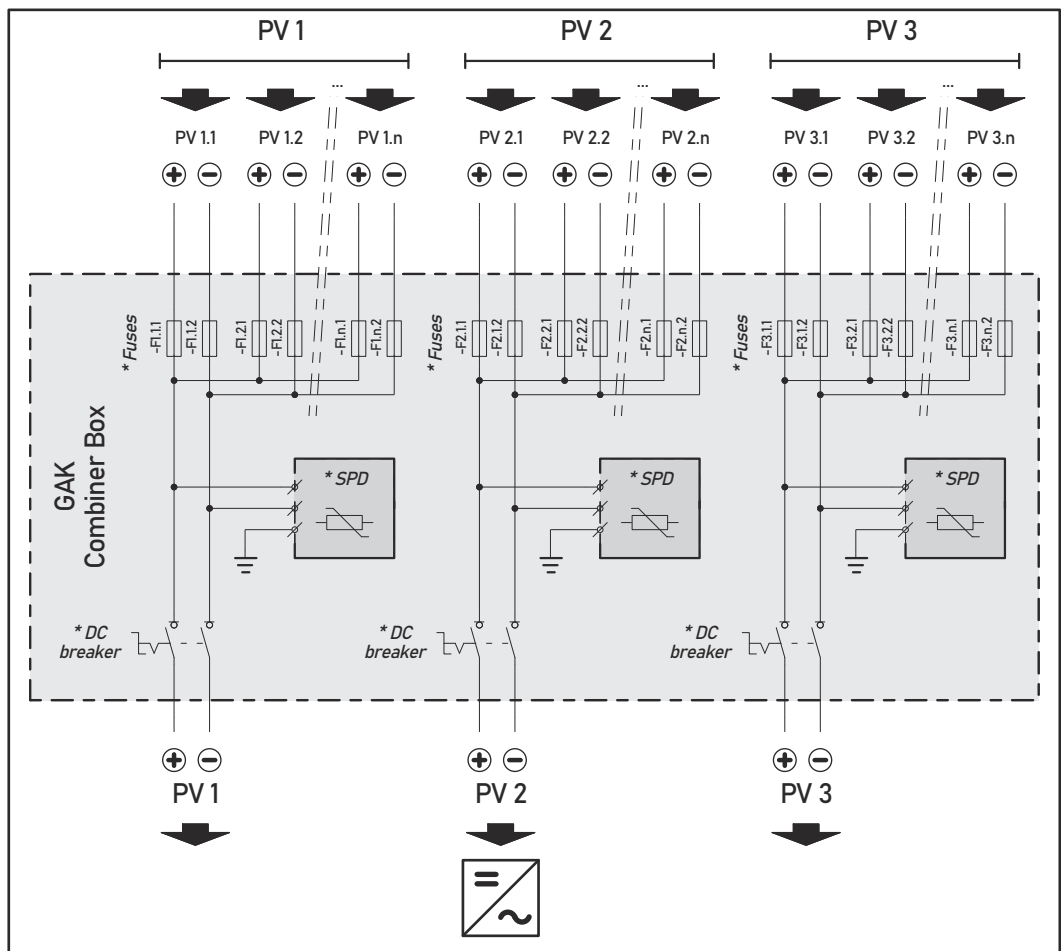 PV 1
PV 2
PV 3
...
...
...
PV 1.1
PV 1.2
PV 1.n
PV 2.1
PV 2.2
PV 2.n
PV 3.1
PV 3.2
PV 3.n
+ − + − + −
+ − + − + −
+ − + − + −
* Fuses
-F1.1.1
-F1.1.2
-F1.2.1
-F1.2.2
-F1.n.1
-F1.n.2
* Fuses
-F2.1.1
-F2.1.2
-F2.2.1
-F2.2.2
-F2.n.1
-F2.n.2
* Fuses
-F3.1.1
-F3.1.2
-F3.2.1
-F3.2.2
-F3.n.1
-F3.n.2
GAK
Combiner Box
* SPD
* SPD
* SPD
* DC
breaker
* DC
breaker
* DC
breaker
+ −
+ −
+ −
PV 1
PV 2
PV 3